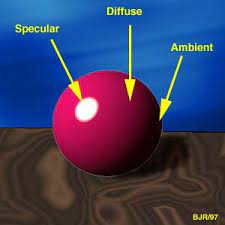 Diffuse
Specular
Ambient
BJR/97